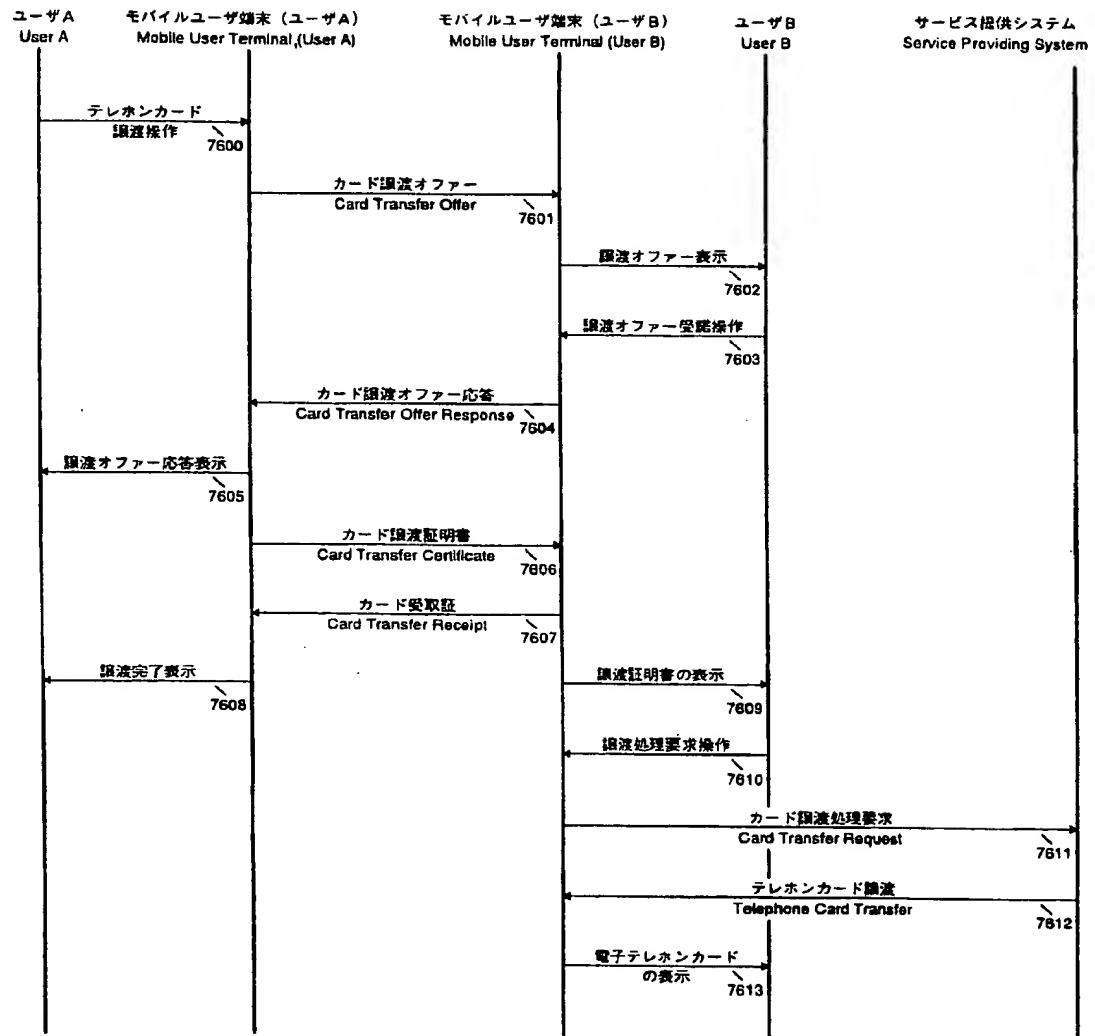 ユーザA
User A
モバイルユーザ端末（ユーザA）
Mobile User Terminal,(User A)
モバイルユーザ端末（ユーザB）
Mobile User Terminal (User B)
ユーザB
User B
サービス提供システム
Service Providing System
テレホンカード
譲渡操作
7600
カード譲渡オファー
Card Transfer Offer
7601
譲渡オファー表示
7602
譲渡オファー受諾操作
7603
カード譲渡オファー応答
Card Transfer Offer Response
7604
譲渡オファー応答表示
7605
カード譲渡証明書
Card Transfer Certificate
7606
カード受取証
Card Transfer Receipt
7607
譲渡完了表示
7608
譲渡証明書の表示
7609
譲渡処理要求操作
7610
カード譲渡処理要求
Card Transfer Request
7611
テレホンカード譲渡
Telephone Card Transfer
7612
電子テレホンカード
の表示
7613